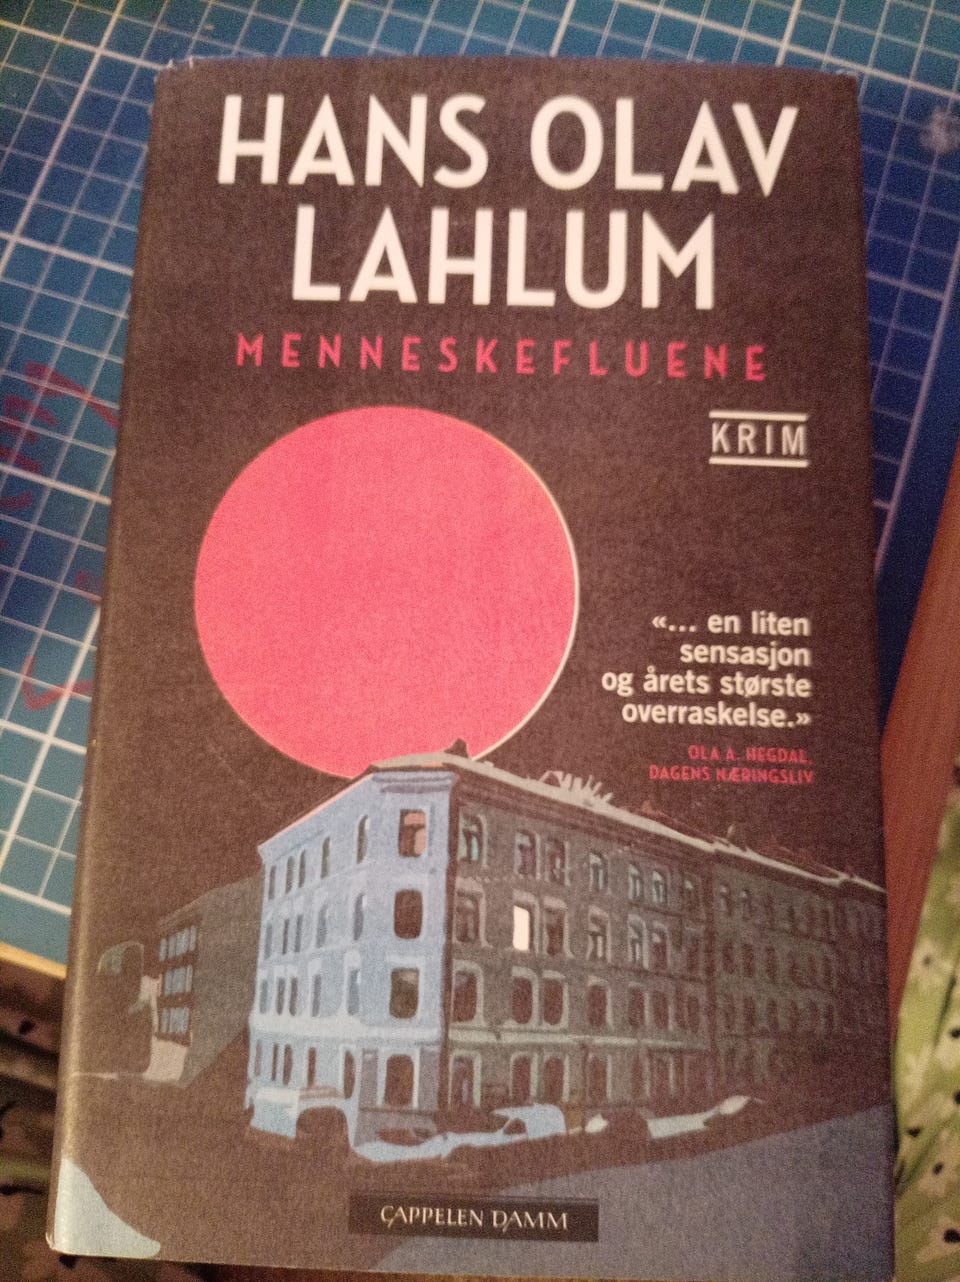 HANS OLAV
LAHLUM
MENNESKEFLUENE
KRIM
«... en liten
sensasjon
og årets største
overraskelse.»
OLA A. HEGDAL,
DAGENS NÆRINGSLIV
CAPPELEN DAMM